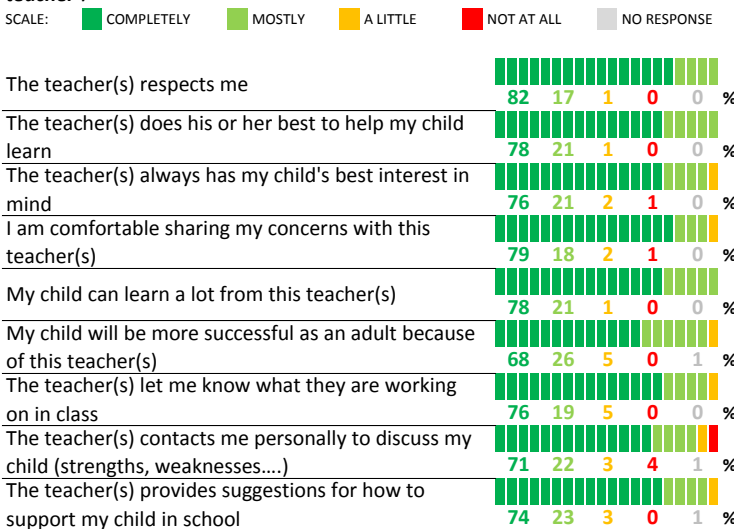 SCALE: COMPLETELY MOSTLY A LITTLE NOT AT ALL NO RESPONSE
The teacher(s) respects me
82 17 1 0 0 %
The teacher(s) does his or her best to help my child
learn
78 21 1 0 0 %
The teacher(s) always has my child's best interest in
mind
76 21 2 1 0 %
I am comfortable sharing my concerns with this
teacher(s)
79 18 2 1 0 %
My child can learn a lot from this teacher(s)
78 21 1 0 0 %
My child will be more successful as an adult because
of this teacher(s)
68 26 5 0 1 %
The teacher(s) let me know what they are working
on in class
76 19 5 0 0 %
The teacher(s) contacts me personally to discuss my
child (strengths, weaknesses....)
71 22 3 4 1 %
The teacher(s) provides suggestions for how to
support my child in school
74 23 3 0 1 %